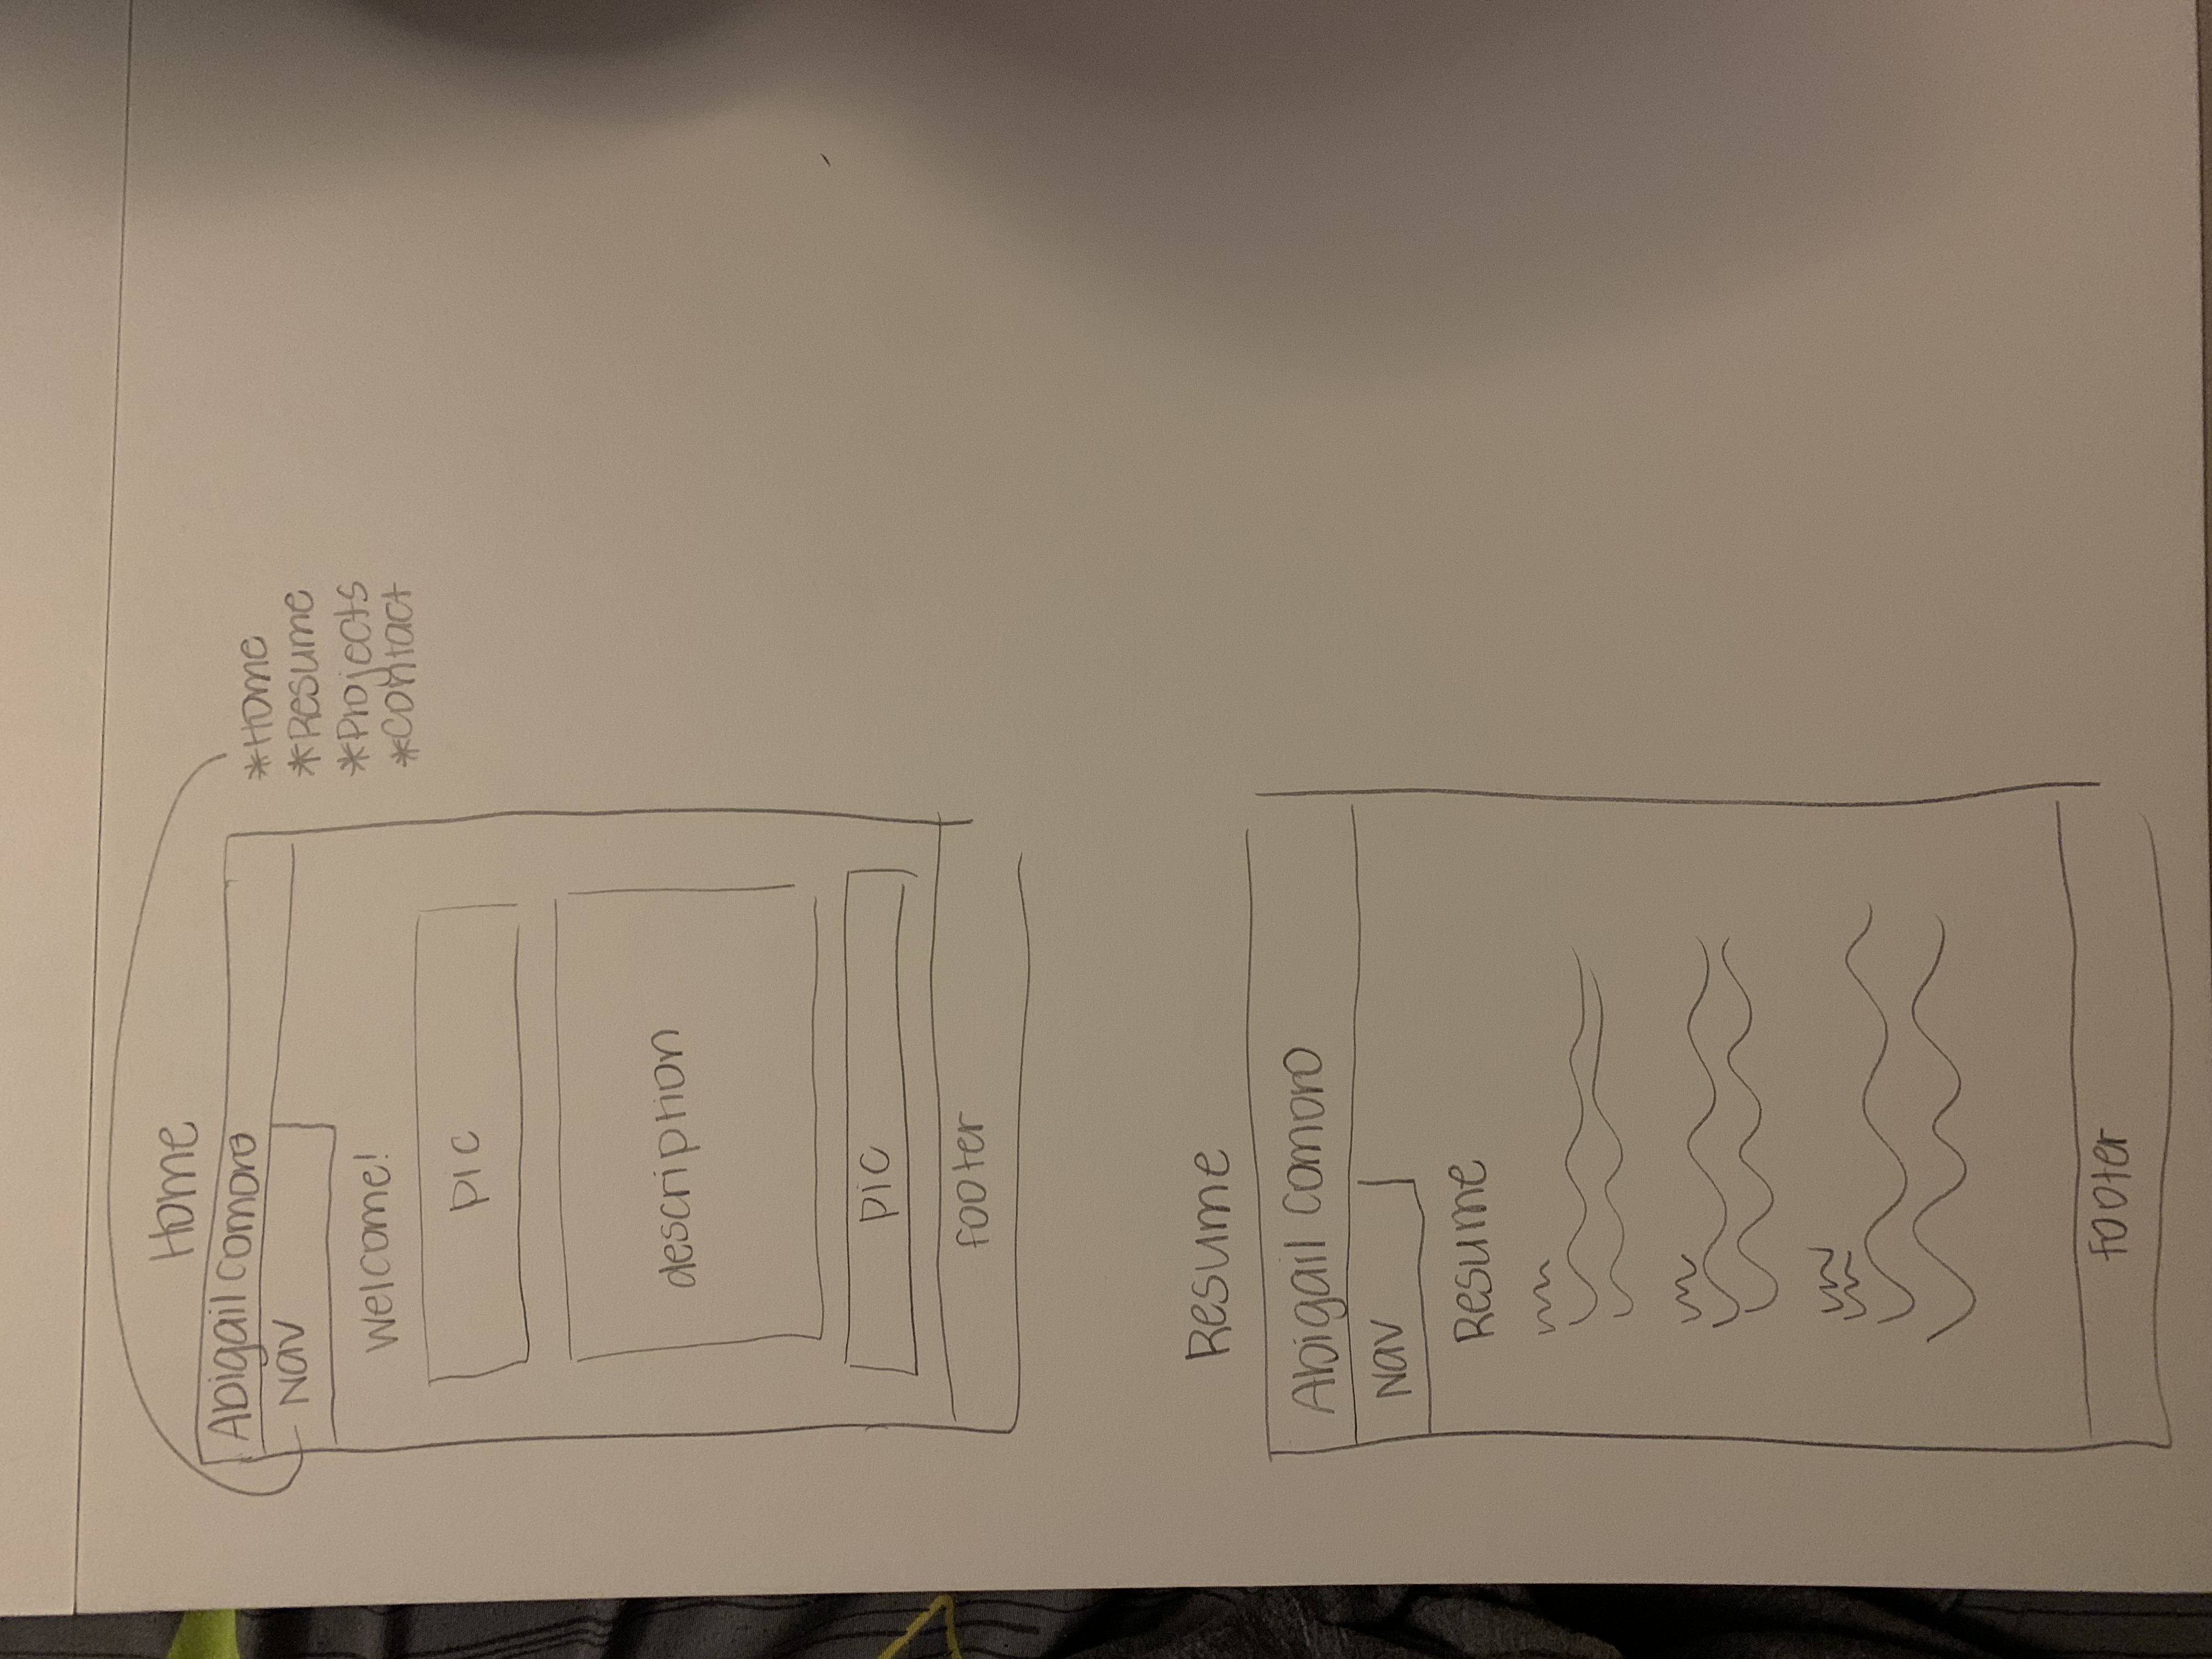 Home
Abigail Comoro
Nav
*Home
*Resume
*Projects
*Contact
Welcome!
pic
description
pic
footer
Resume
Abigail Comoro
Nav
Resume
footer